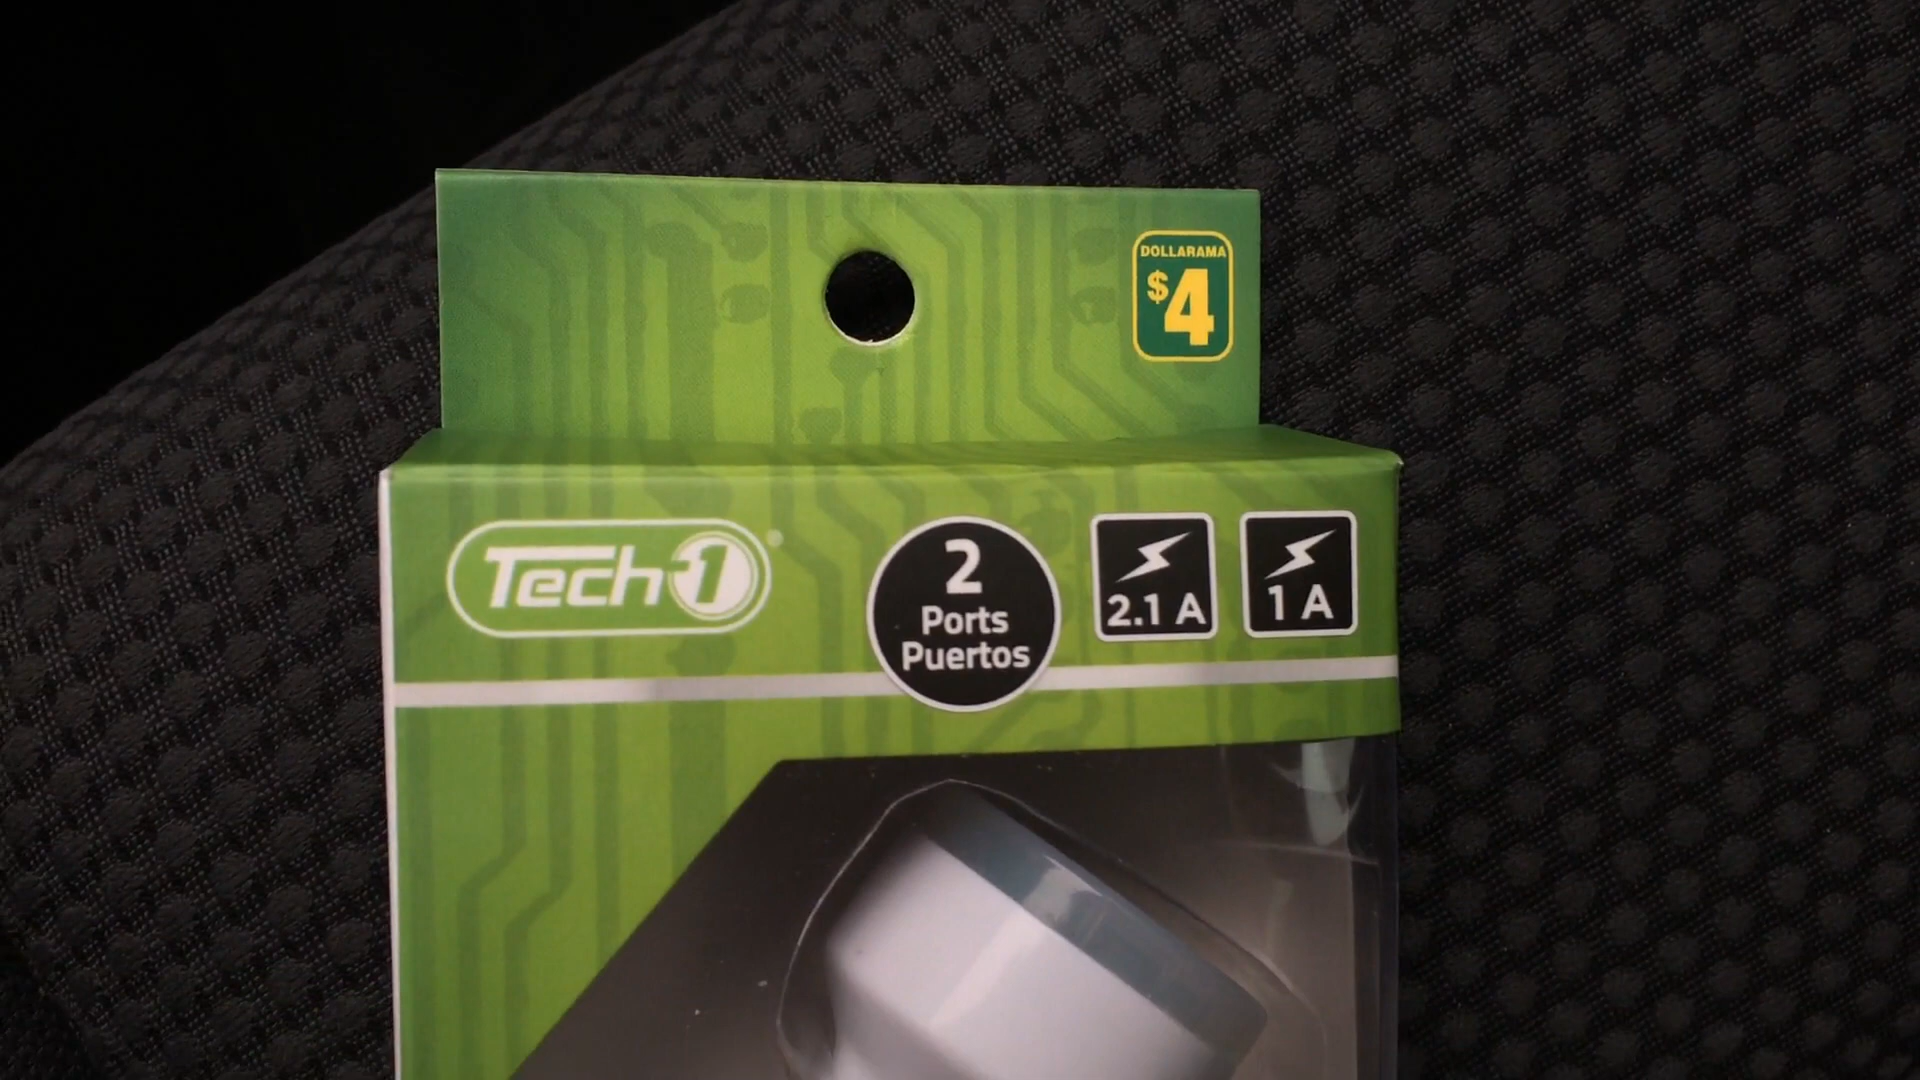 DOLLARAMA
$4
Tech1®
2
Ports
Puertos
2.1 A
1 A